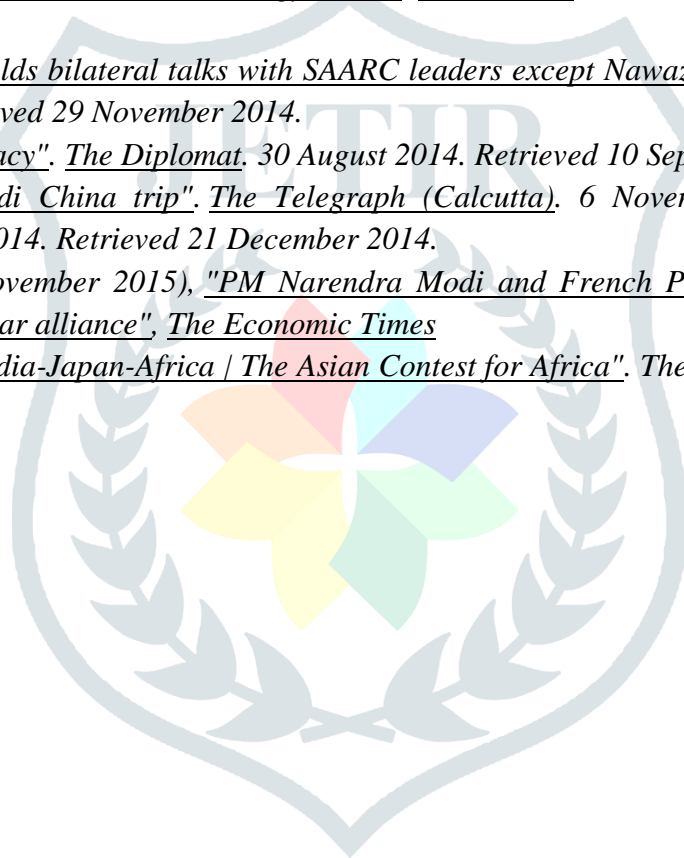 lds bilateral talks with SAARC leaders except Nawaz
ved 29 November 2014.
JETIR
acy". The Diplomat. 30 August 2014. Retrieved 10 Sep
di China trip". The Telegraph (Calcutta). 6 Novem
014. Retrieved 21 December 2014.
ovember 2015), "PM Narendra Modi and French P
ar alliance", The Economic Times
dia-Japan-Africa | The Asian Contest for Africa". The